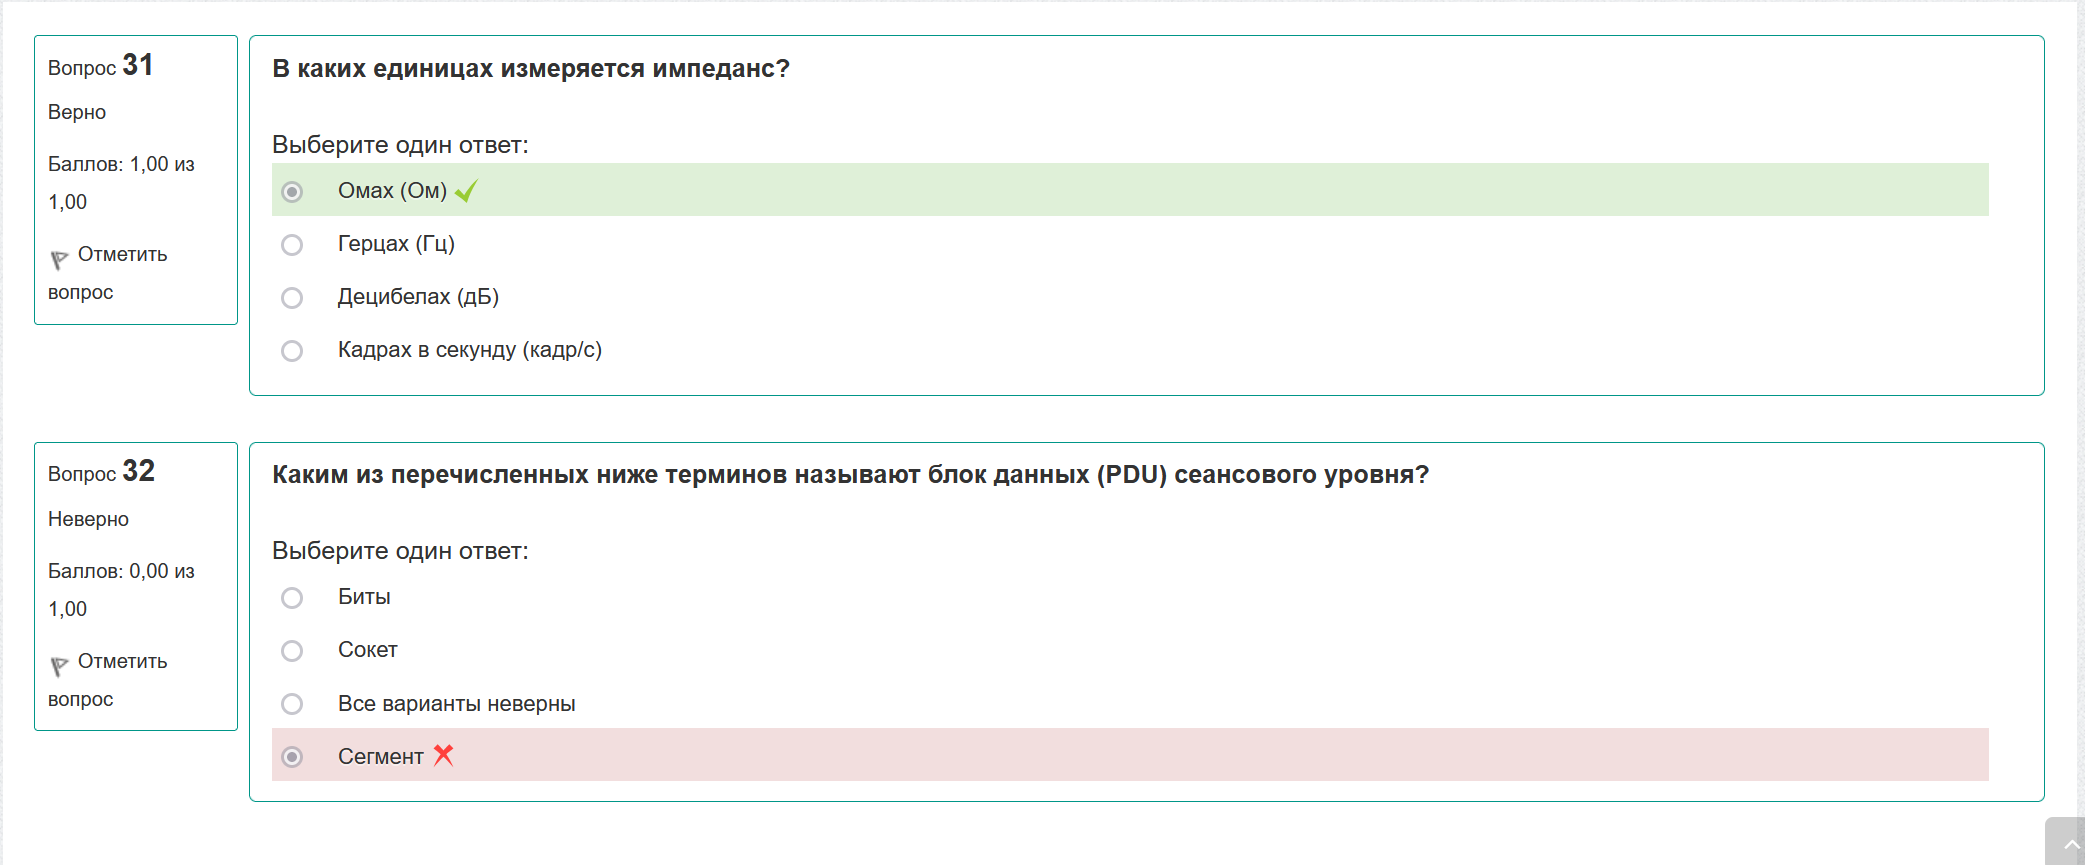 Вопрос 31
Верно
Баллов: 1,00 из
1,00
Отметить
вопрос
В каких единицах измеряется импеданс?
Выберите один ответ:
Омах (Ом)
Герцах (Гц)
Децибелах (дБ)
Кадрах в секунду (кадр/с)
Вопрос 32
Неверно
Баллов: 0,00 из
1,00
Отметить
вопрос
Каким из перечисленных ниже терминов называют блок данных (PDU) сеансового уровня?
Выберите один ответ:
Биты
Сокет
Все варианты неверны
Сегмент